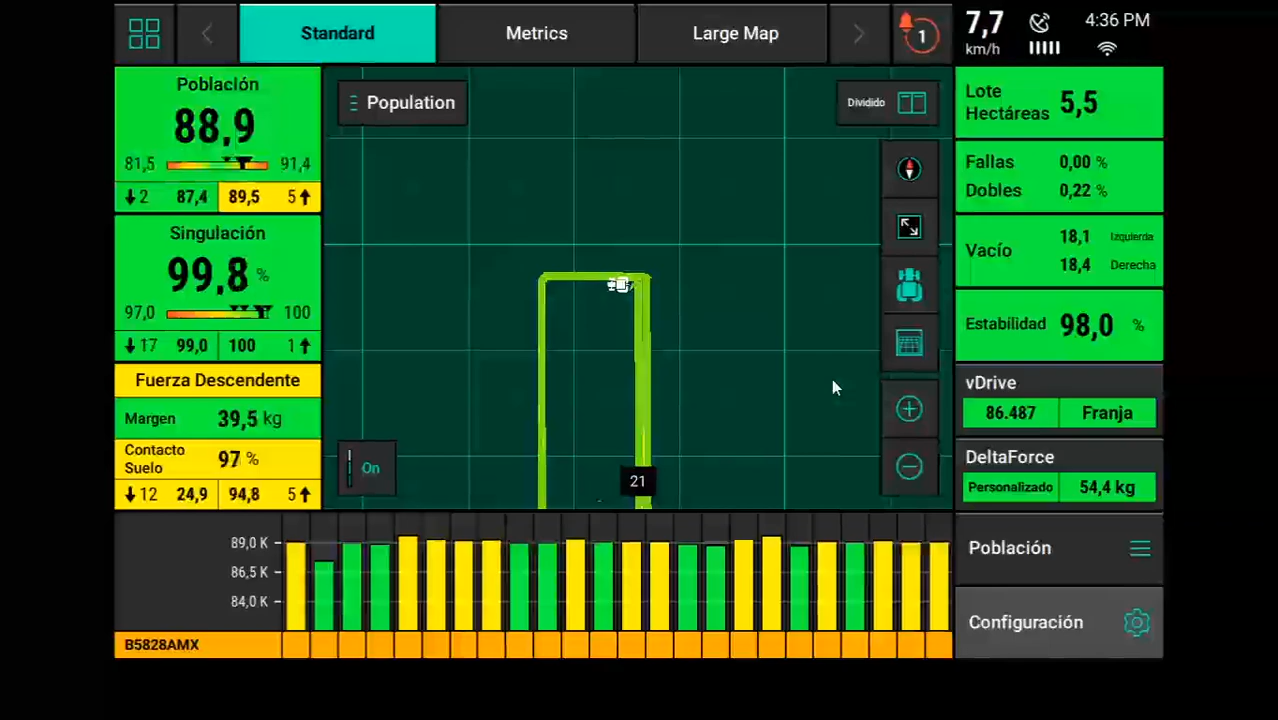 Standard
Metrics
Large Map
1
7,7
km/h
4:36 PM
Población
88,9
81,5
91,4
2
87,4
89,5
5
Singulación
99,8 %
97,0
100
17
99,0
100
1
Fuerza Descendente
Margen
39,5 kg
Contacto
Suelo
97 %
12
24,9
94,8
5
Population
Dividido
On
21
Lote
Hectáreas
5,5
Fallas
0,00 %
Dobles
0,22 %
Vacío
18,1 Izquierda
18,4 Derecha
Estabilidad
98,0 %
vDrive
86.487
Franja
DeltaForce
Personalizado
54,4 kg
Población
Configuración
89,0 K
86,5 K
84,0 K
B5828AMX